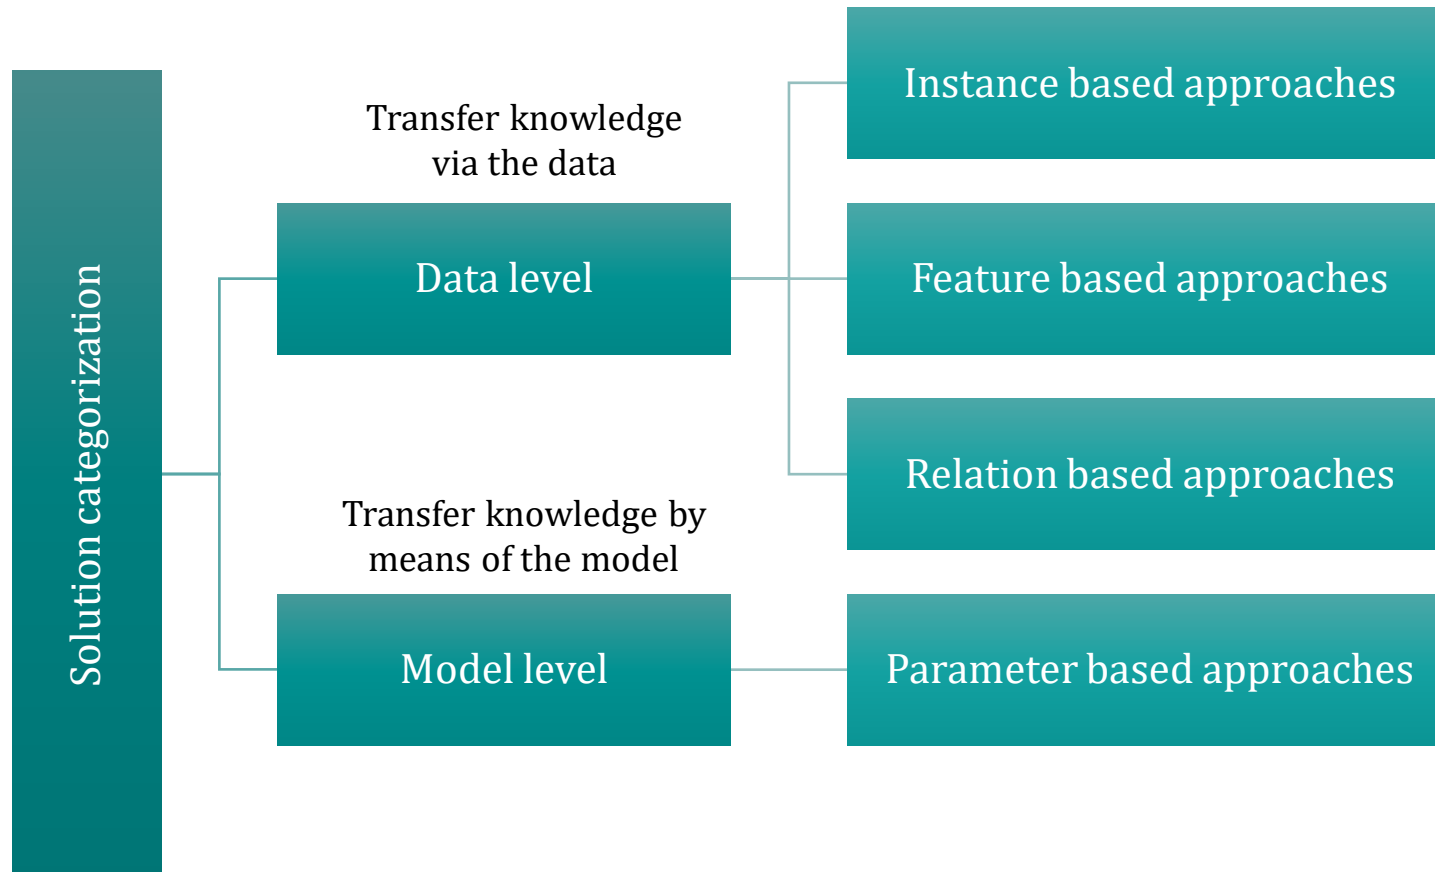 Solution categorization
Transfer knowledge
via the data
Data level
Instance based approaches
Feature based approaches
Relation based approaches
Transfer knowledge by
means of the model
Model level
Parameter based approaches